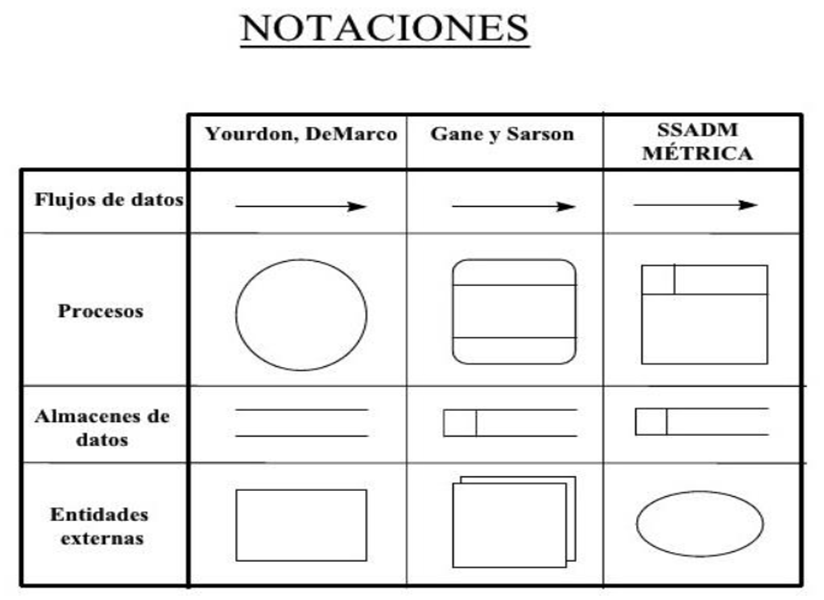 NOTACIONES
Yourdon, DeMarco
Gane y Sarson
SSADM
MÉTRICA
Flujos de datos
Procesos
Almacenes de
datos
Entidades
externas